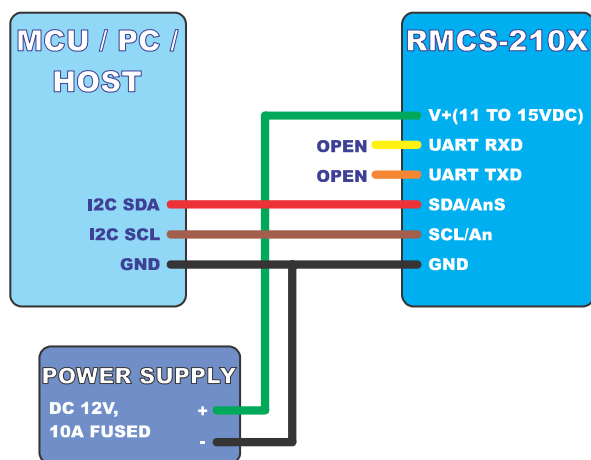 MCU / PC /
HOST
RMCS-210X
V+(11 TO 15VDC)
OPEN UART RXD
OPEN UART TXD
I2C SDA SDA/AnS
I2C SCL SCL/An
GND GND
POWER SUPPLY
DC 12V, +
10A FUSED
-